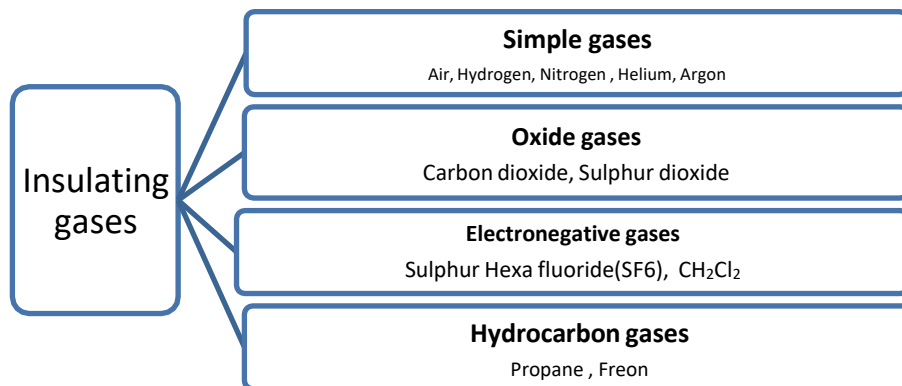 Insulating
gases
Simple gases
Air, Hydrogen, Nitrogen , Helium, Argon
Oxide gases
Carbon dioxide, Sulphur dioxide
Electronegative gases
Sulphur Hexa fluoride(SF6), CH₂Cl₂
Hydrocarbon gases
Propane , Freon